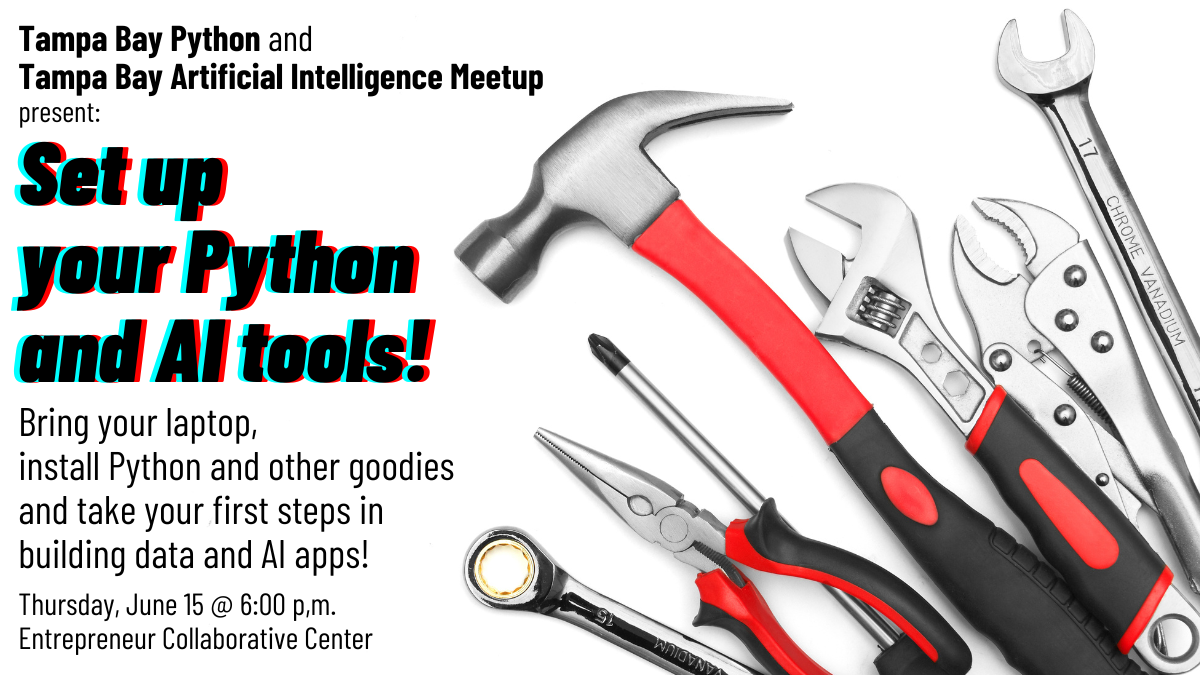 Tampa Bay Python and
Tampa Bay Artificial Intelligence Meetup
present:
Set up
your Python
and AI tools!
Bring your laptop,
install Python and other goodies
and take your first steps in
building data and AI apps!
Thursday, June 15 @ 6:00 p,m.
Entrepreneur Collaborative Center
17
CHROME VANADIUM
15
VANADIUM